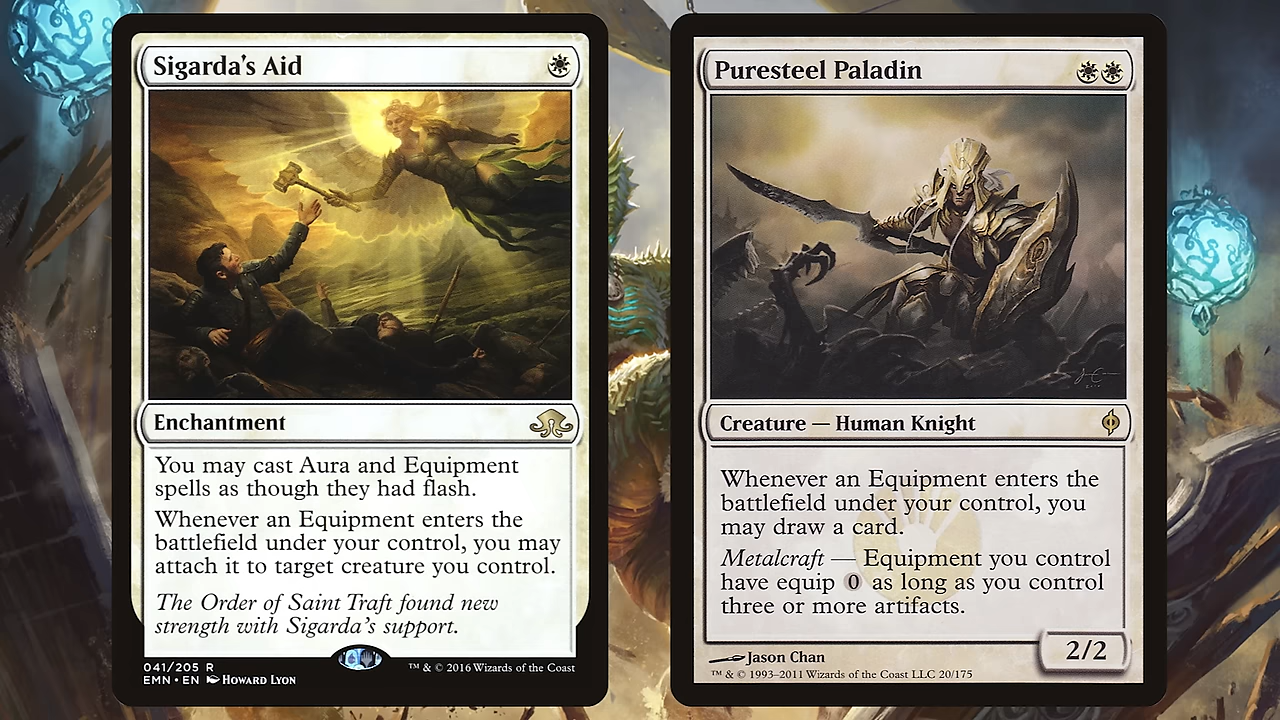 Sigarda's Aid
Enchantment
You may cast Aura and Equipment
spells as though they had flash.
Whenever an Equipment enters the
battlefield under your control, you may
attach it to target creature you control.
The Order of Saint Traft found new
strength with Sigarda's support.
041/205 R
EMN • EN Howard Lyon
™ & © 2016 Wizards of the Coast
Puresteel Paladin
Creature — Human Knight
Whenever an Equipment enters the
battlefield under your control, you
may draw a card.
Metalcraft — Equipment you control
have equip 0 as long as you control
three or more artifacts.
2/2
Jason Chan
™ & © 1993–2011 Wizards of the Coast LLC 20/175